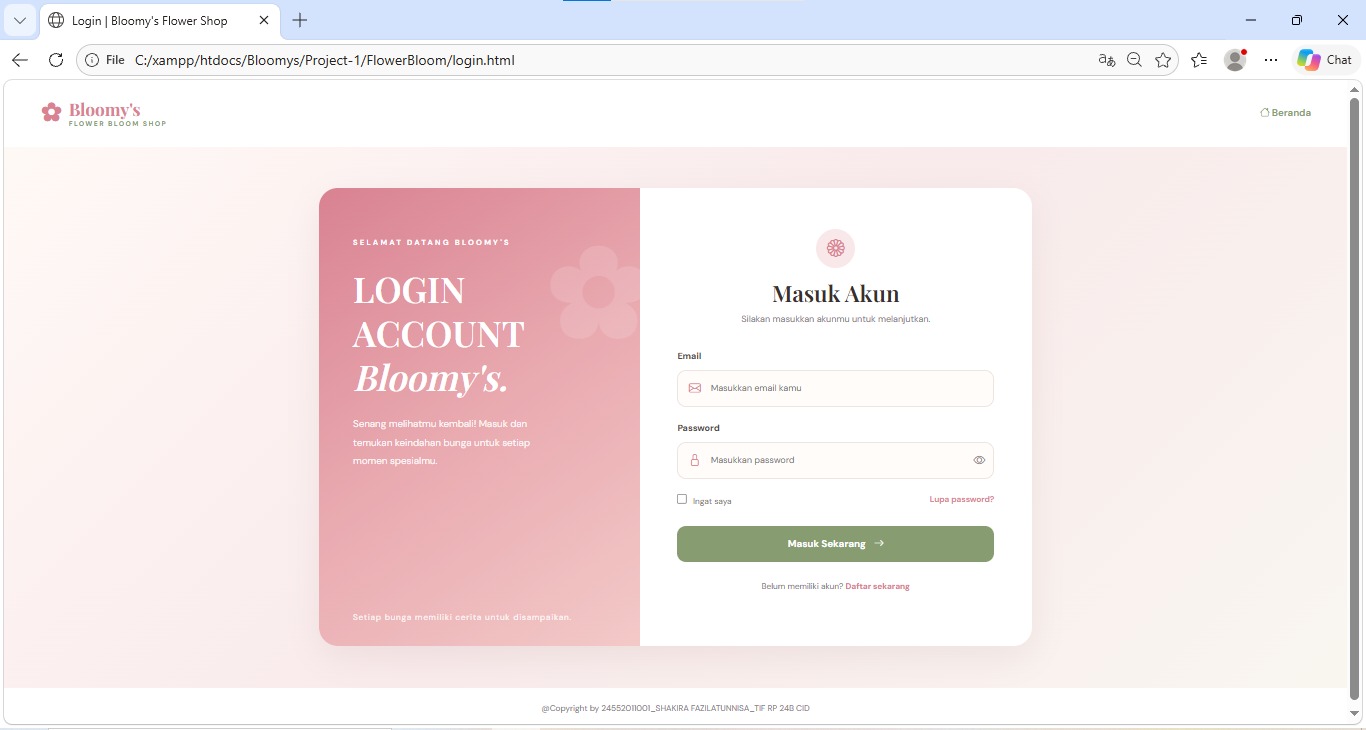 Login | Bloomy's Flower Shop
File C:/xampp/htdocs/Bloomys/Project-1/FlowerBloom/login.html
Chat
Bloomy's
FLOWER BLOOM SHOP
Beranda
SELAMAT DATANG BLOOMY'S
LOGIN
ACCOUNT
Bloomy's.
Senang melihatmu kembali! Masuk dan
temukan keindahan bunga untuk setiap
momen spesialmu.
Setiap bunga memiliki cerita untuk disampaikan.
Masuk Akun
Silakan masukkan akunmu untuk melanjutkan.
Email
Masukkan email kamu
Password
Masukkan password
Ingat saya
Lupa password?
Masuk Sekarang →
Belum memiliki akun? Daftar sekarang
@Copyright by 24552011001_SHAKIRA FAZILATUNNISA_TIF RP 24B CID